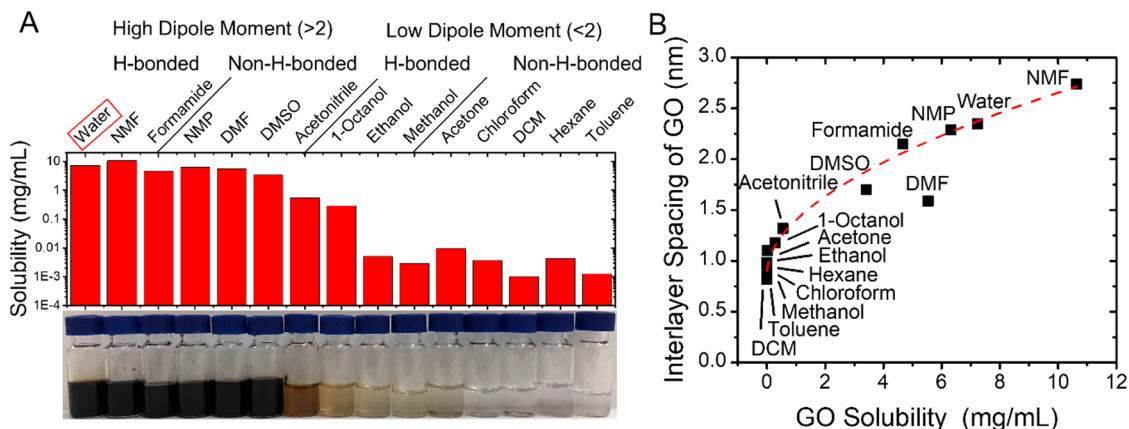 A
High Dipole Moment (>2)
Low Dipole Moment (<2)
H-bonded
Non-H-bonded
H-bonded
Non-H-bonded
Water
NMF
Formamide
NMP
DMF
DMSO
Acetonitrile
1-Octanol
Ethanol
Methanol
Acetone
Chloroform
DCM
Hexane
Toluene
Solubility (mg/mL)
10
1
0.1
0.01
1E-3
1E-4
B
Interlayer Spacing of GO (nm)
3.0
2.5
2.0
1.5
1.0
0.5
0.0
NMF
Water
NMP
Formamide
DMSO
DMF
Acetonitrile
1-Octanol
Acetone
Ethanol
Hexane
Chloroform
Methanol
Toluene
DCM
0 2 4 6 8 10 12
GO Solubility (mg/mL)